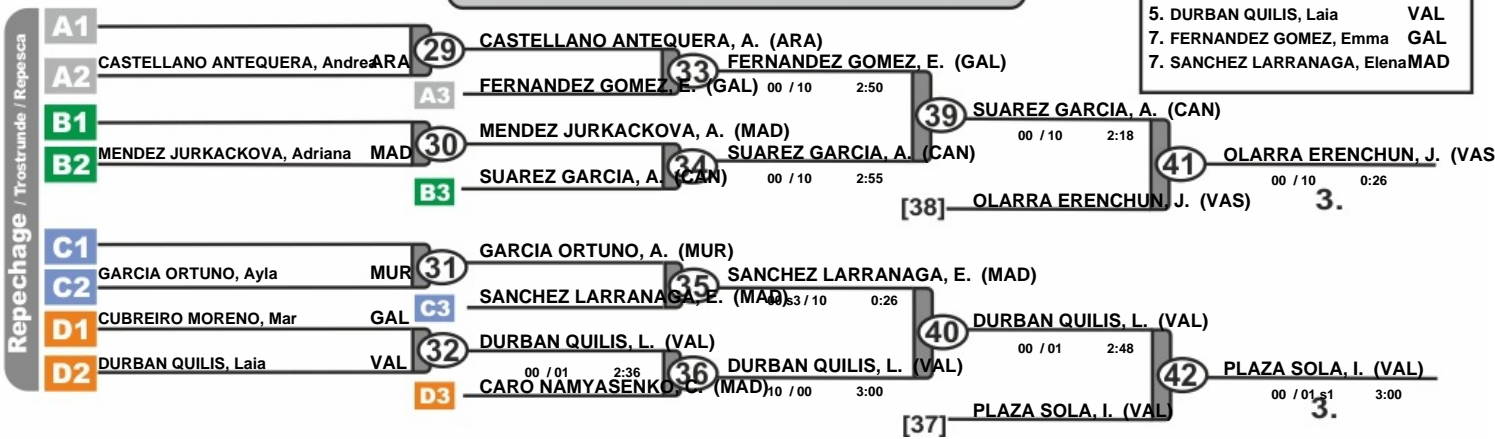 5. DURBAN QUILIS, Laia VAL
7. FERNANDEZ GOMEZ, Emma GAL
7. SANCHEZ LARRANAGA, Elena MAD
Repechage / Trostrunde / Repesca
A1
CASTELLANO ANTEQUERA, Andrea ARA
A2
B1
MENDEZ JURKACKOVA, Adriana MAD
B2
C1
GARCIA ORTUNO, Ayla MUR
C2
CUBREIRO MORENO, Mar GAL
D1
DURBAN QUILIS, Laia VAL
D2
29
CASTELLANO ANTEQUERA, A. (ARA)
A3
FERNANDEZ GOMEZ, E. (GAL)
30
MENDEZ JURKACKOVA, A. (MAD)
SUAREZ GARCIA, A. (CAN)
B3
31
GARCIA ORTUNO, A. (MUR)
SANCHEZ LARRANAGA, E. (MAD)
C3
32
DURBAN QUILIS, L. (VAL)
00 / 01 2:36
CARO NAMYASENKO, C. (MAD)
D3
33
FERNANDEZ GOMEZ, E. (GAL)
00 / 10 2:50
34
SUAREZ GARCIA, A. (CAN)
00 / 10 2:55
35
SANCHEZ LARRANAGA, E. (MAD)
00 s3 / 10 0:26
36
DURBAN QUILIS, L. (VAL)
10 / 00 3:00
39
SUAREZ GARCIA, A. (CAN)
00 / 10 2:18
[38]
OLARRA ERENCHUN, J. (VAS)
40
DURBAN QUILIS, L. (VAL)
00 / 01 2:48
[37]
PLAZA SOLA, I. (VAL)
41
OLARRA ERENCHUN, J. (VAS
00 / 10 0:26
3.
42
PLAZA SOLA, I. (VAL)
00 / 01 s1 3:00
3.